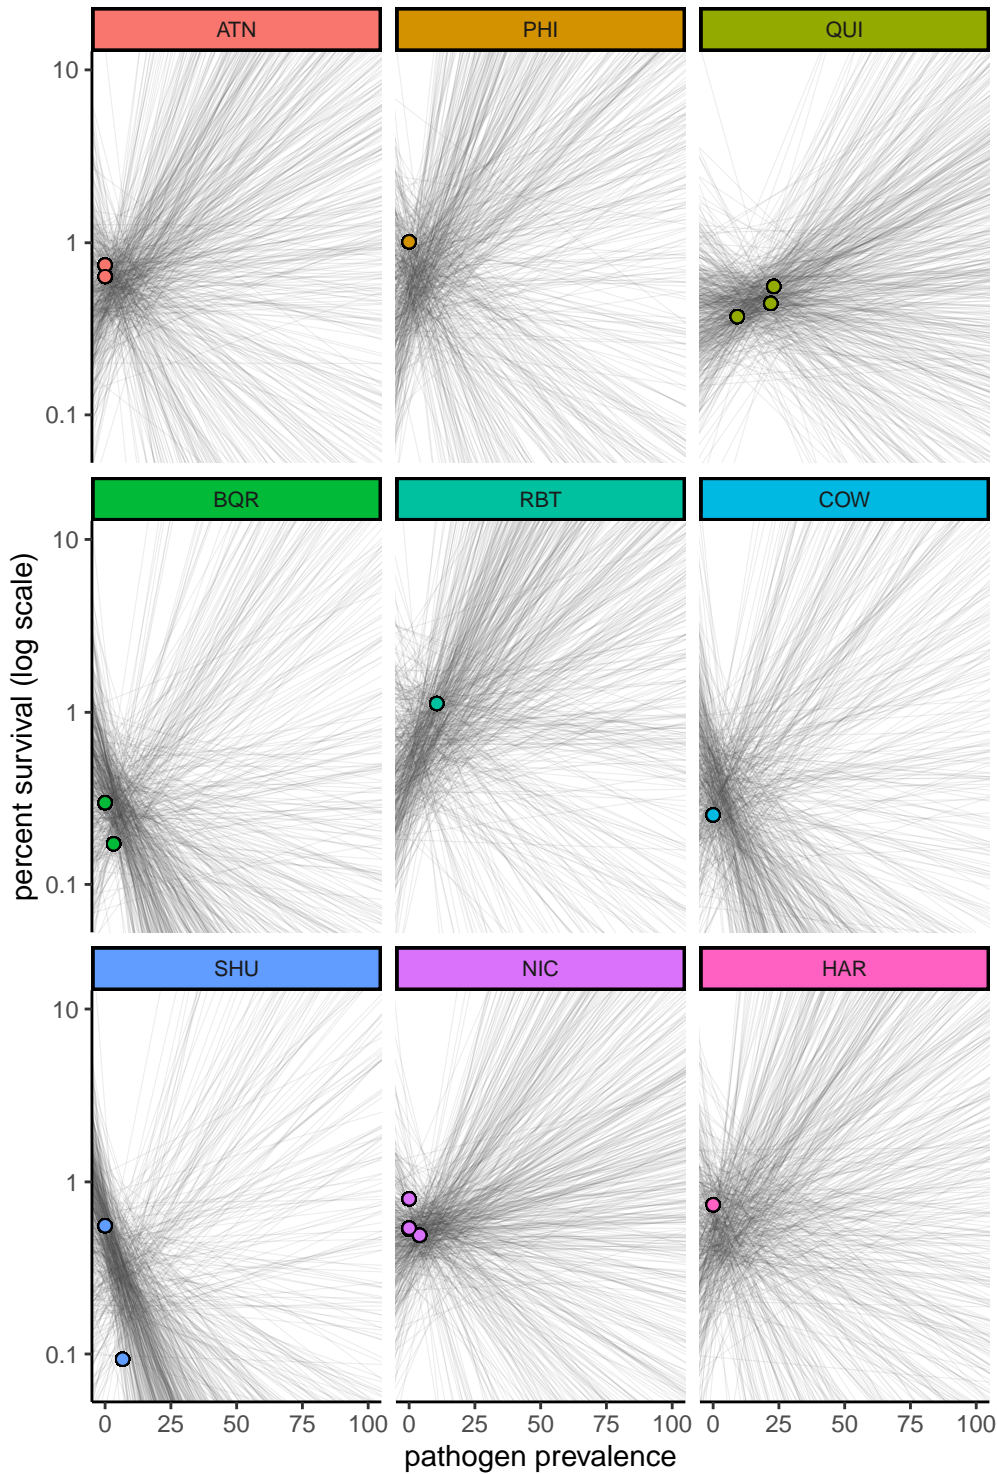 ATN PHI QUI
10
1
0.1
BQR RBT COW
10
1
0.1
percent survival (log scale)
SHU NIC HAR
10
1
0.1
0 25 50 75 100 0 25 50 75 100 0 25 50 75 100
pathogen prevalence